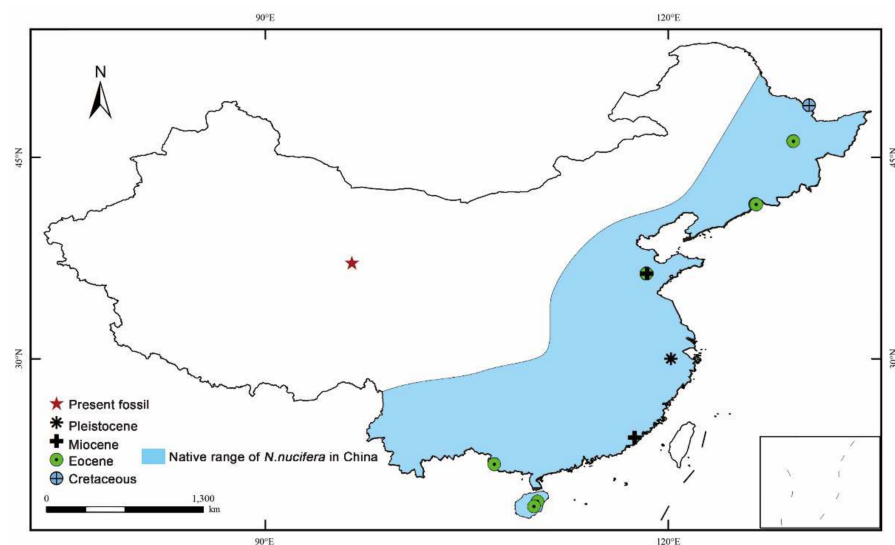 90°E 120°E
N
45°N 45°N
30°N 30°N
Present fossil
Pleistocene
Miocene
Eocene Native range of N.nucifera in China
Cretaceous
0 1,300
km
90°E 120°E